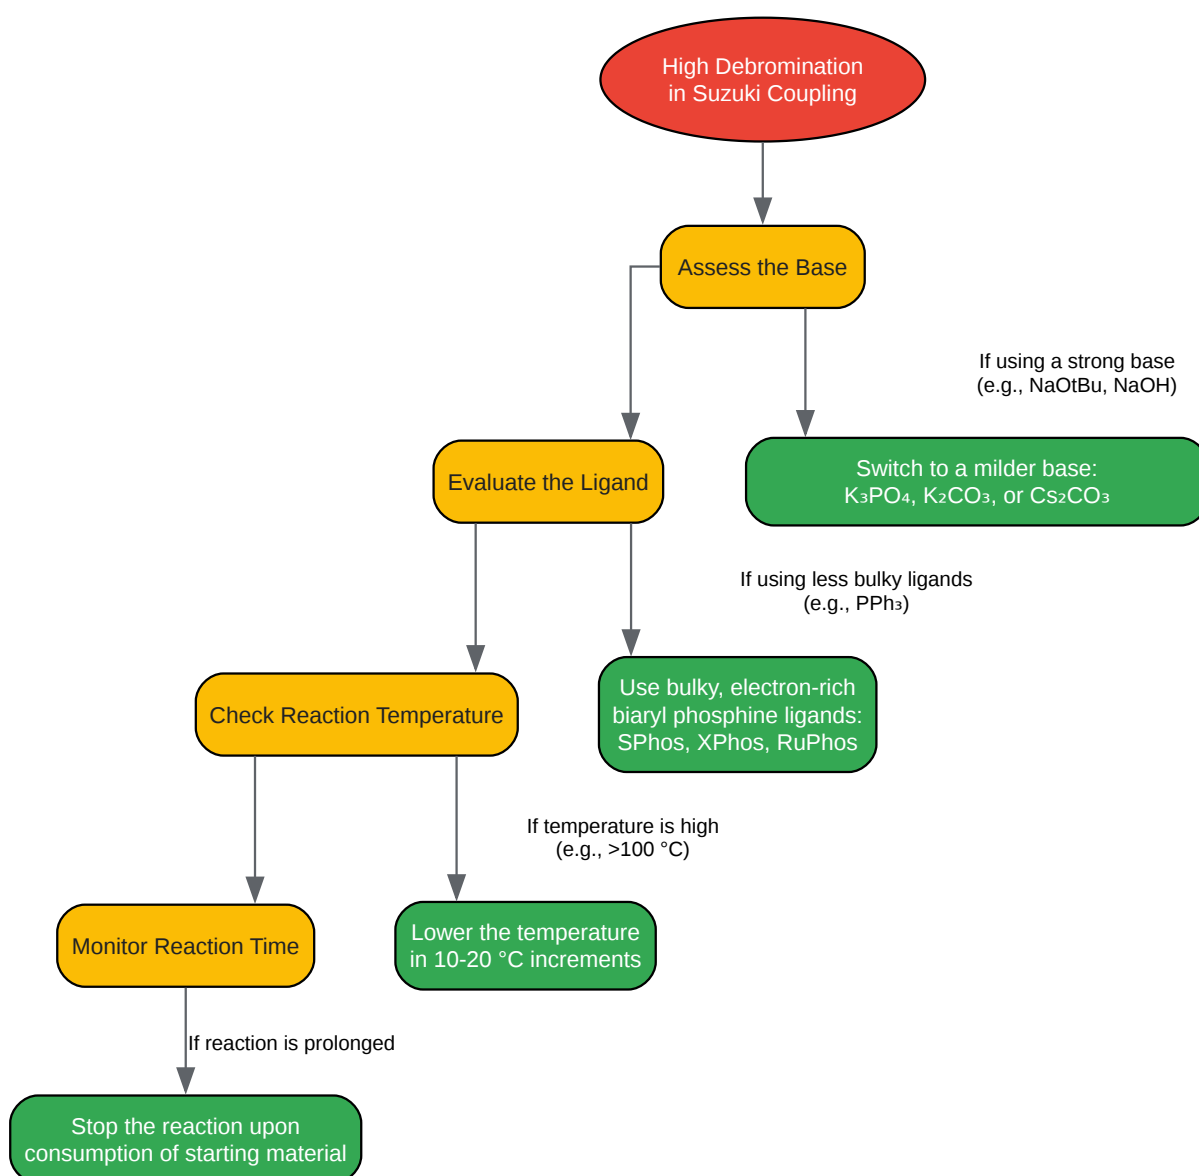 High Debromination
in Suzuki Coupling
Assess the Base
If using a strong base
(e.g., NaOtBu, NaOH)
Evaluate the Ligand
Switch to a milder base:
K₃PO₄, K₂CO₃, or Cs₂CO₃
If using less bulky ligands
(e.g., PPh₃)
Check Reaction Temperature
Use bulky, electron-rich
biaryl phosphine ligands:
SPhos, XPhos, RuPhos
If temperature is high
(e.g., >100 °C)
Monitor Reaction Time
Lower the temperature
in 10-20 °C increments
If reaction is prolonged
Stop the reaction upon
consumption of starting material